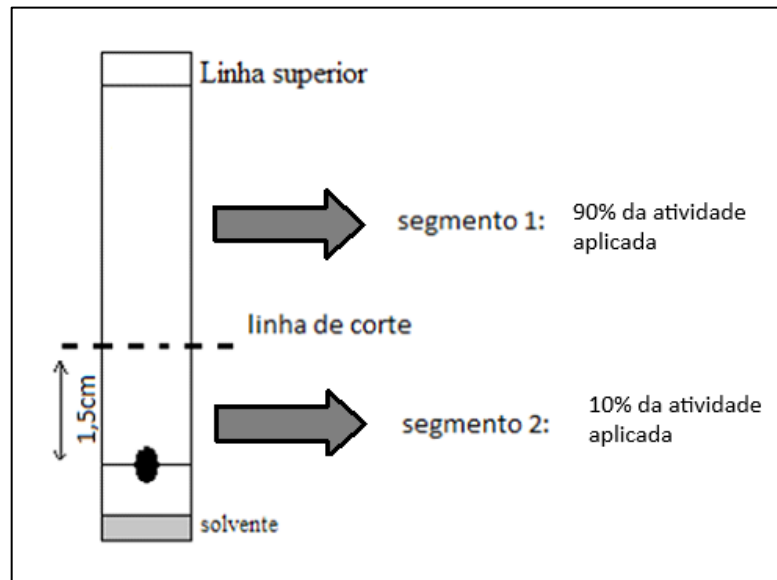 Linha superior
segmento 1:
90% da atividade
aplicada
linha de corte
1,5cm
segmento 2:
10% da atividade
aplicada
solvente